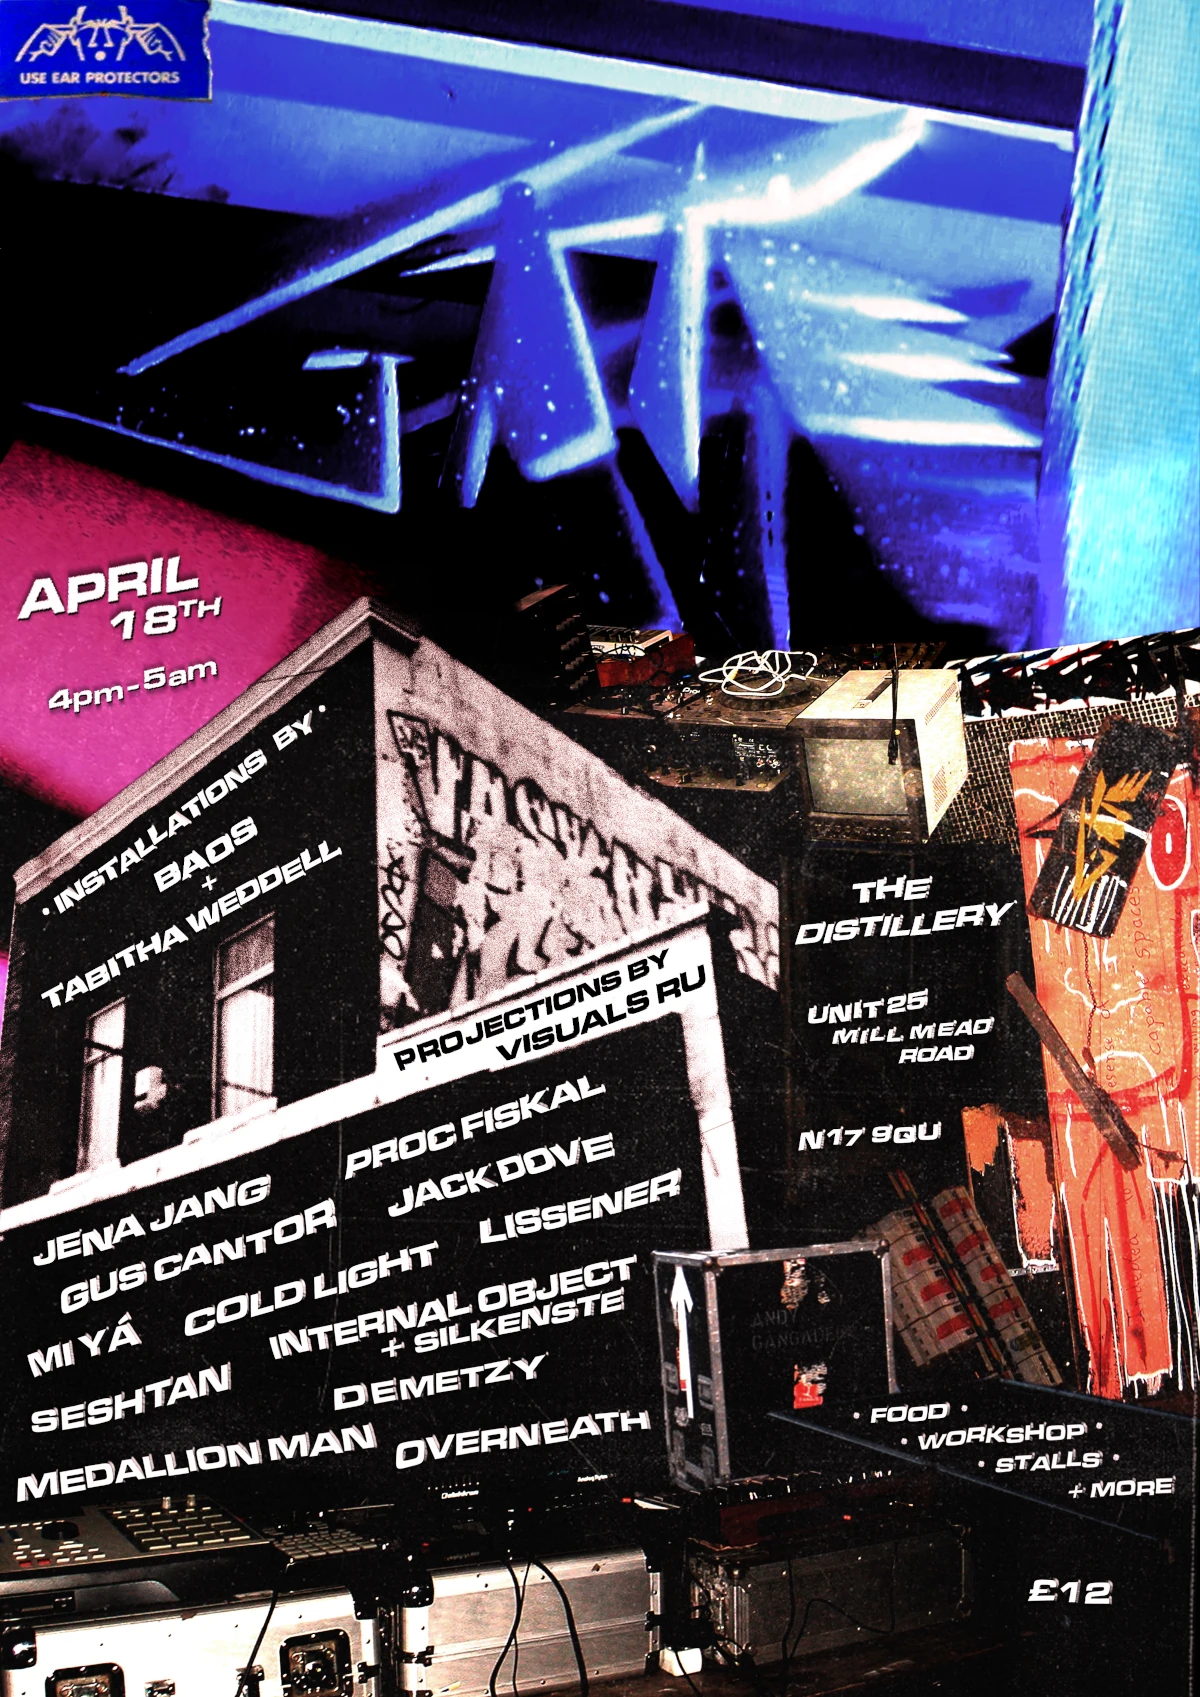 USE EAR PROTECTORS
APRIL
18TH
4pm-5am
• INSTALLATIONS BY •
BAQS
+
TABITHA WEDDELL
PROJECTIONS BY
VISUALS RU
THE
DISTILLERY
UNIT 25
MILL MEAD
ROAD
N17 9QU
JENA JANG
PROC FISKAL
GUS CANTOR
JACK DOVE
MI YÁ
COLD LIGHT
LISSENER
INTERNAL OBJECT
+ SILKENSTE
SESHTAN
DEMETZY
MEDALLION MAN
OVERNEATH
ANDY
• FOOD •
• WORKSHOP •
• STALLS •
+ MORE
£12